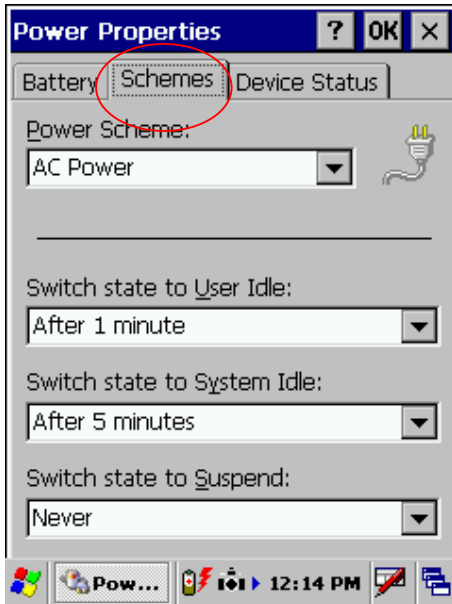 Power Properties ? OK ×
Battery Schemes Device Status
Power Scheme:
AC Power
Switch state to User Idle:
After 1 minute
Switch state to System Idle:
After 5 minutes
Switch state to Suspend:
Never
Pow... 12:14 PM